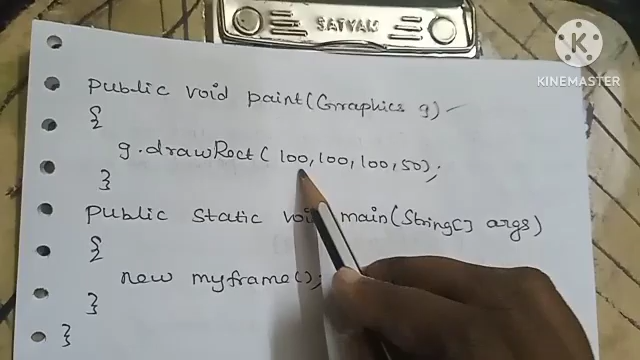 SATYAM
KINEMASTER
public void paint(Graphics g)
{
g.drawRect(100,100,100,50);
}
public static void main(String[] args)
{
new myframe();
}
}